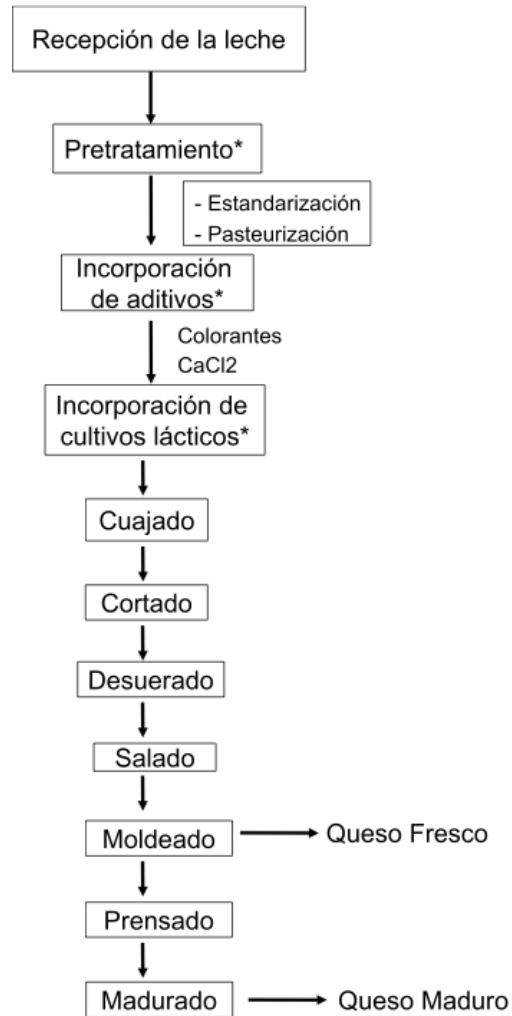 Recepción de la leche
Pretratamiento*
- Estandarización
- Pasteurización
Incorporación
de aditivos*
Colorantes
CaCl2
Incorporación de
cultivos lácticos*
Cuajado
Cortado
Desuerado
Salado
Moldeado
Queso Fresco
Prensado
Madurado
Queso Maduro